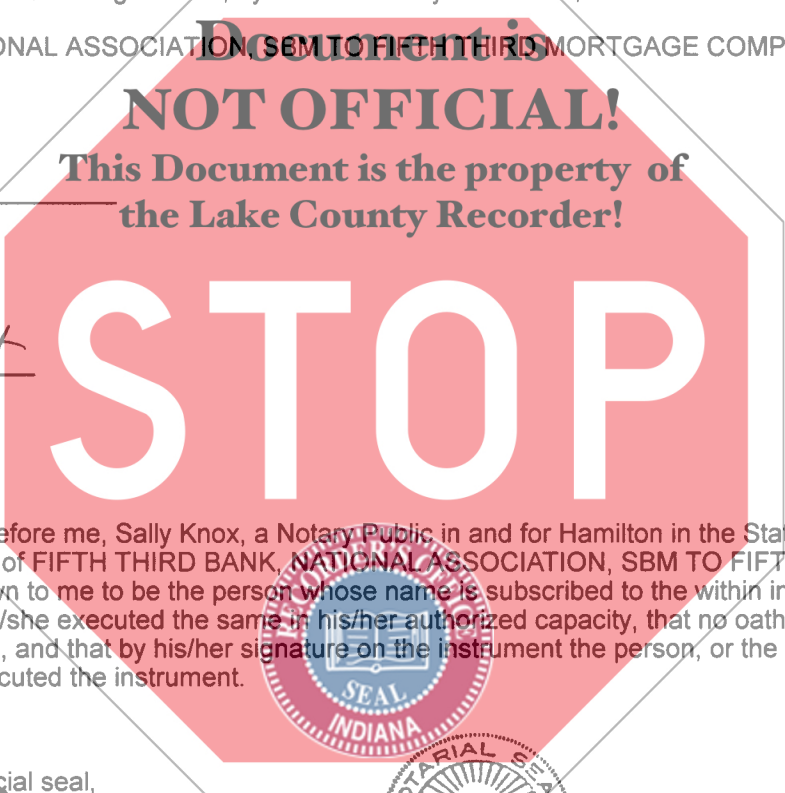 ONAL ASSOCIATION, SBM TO FIFTH THIRD MORTGAGE COMP
Document is
NOT OFFICIAL!
This Document is the property of
the Lake County Recorder!
STOP
efore me, Sally Knox, a Notary Public in and for Hamilton in the Stat
of FIFTH THIRD BANK, NATIONAL ASSOCIATION, SBM TO FIFT
wn to me to be the person whose name is subscribed to the within in
/she executed the same in his/her authorized capacity, that no oath
, and that by his/her signature on the instrument the person, or the
cuted the instrument.
RECORDER'S OFFICE
SEAL
INDIANA
cial seal,
TARIAL SE